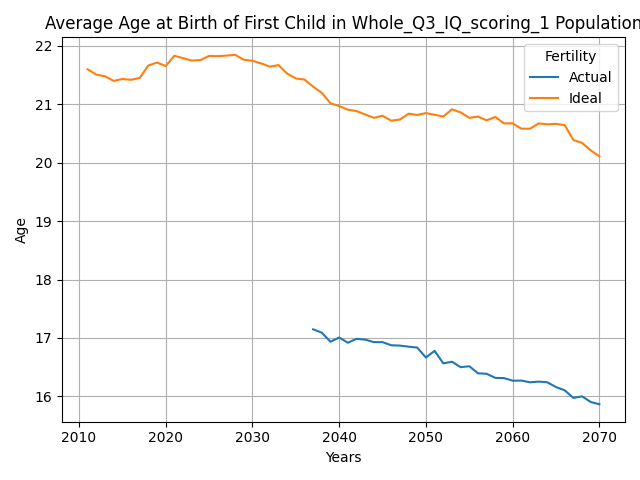 Average Age at Birth of First Child in Whole_Q3_IQ_scoring_1 Population
Fertility
Actual
Ideal
Age
22
21
20
19
18
17
16
2010 2020 2030 2040 2050 2060 2070
Years